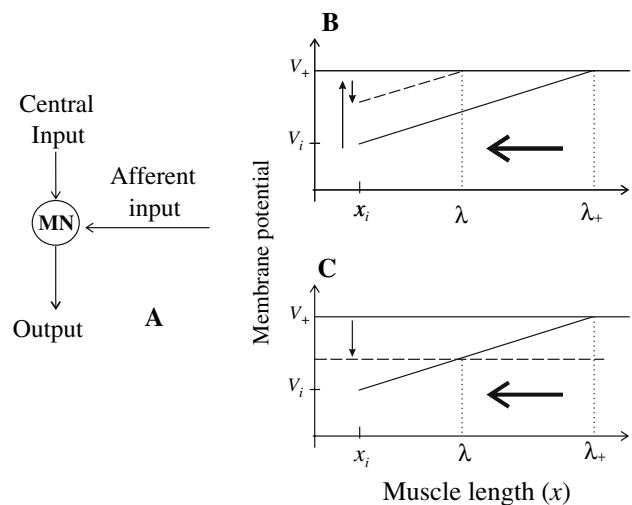 Central
Input
Afferent
input
MN
A
Output
Membrane potential
B
V+
Vi
xi
λ
λ+
C
V+
Vi
xi
λ
λ+
Muscle length (x)